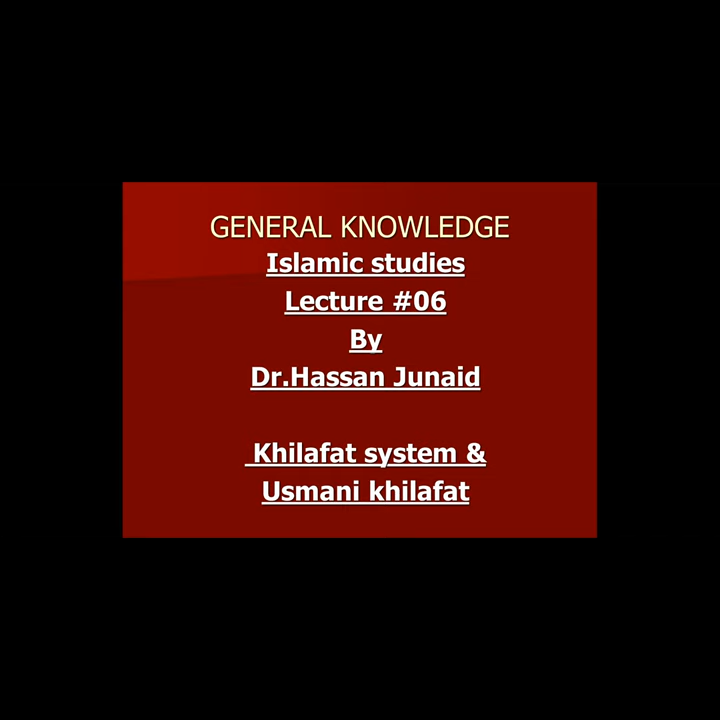 GENERAL KNOWLEDGE
Islamic studies
Lecture #06
By
Dr.Hassan Junaid
Khilafat system &
Usmani khilafat